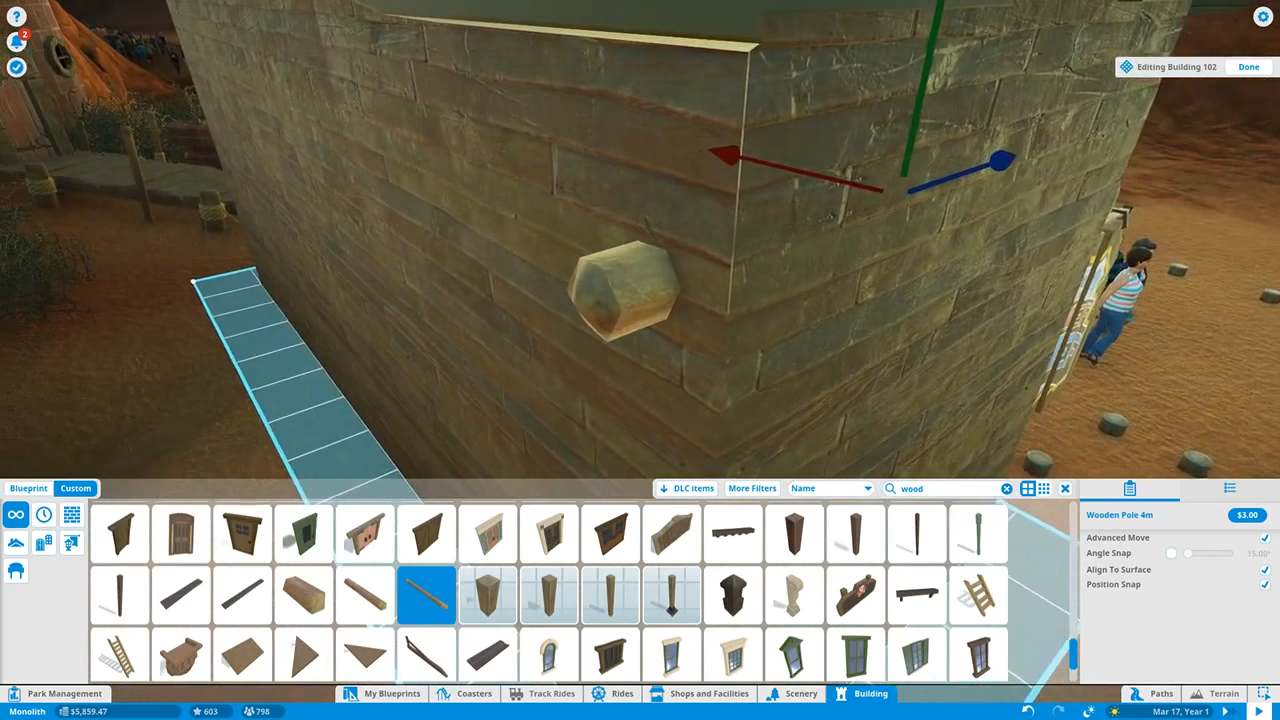 ?
2
Editing Building 102 Done
Blueprint Custom
DLC items More Filters Name wood
Wooden Pole 4m $3.00
Advanced Move
Angle Snap 15.00°
Align To Surface
Position Snap
Park Management My Blueprints Coasters Track Rides Rides Shops and Facilities Scenery Building Paths Terrain
Monolith $5,859.47 603 798 Mar 17, Year 1